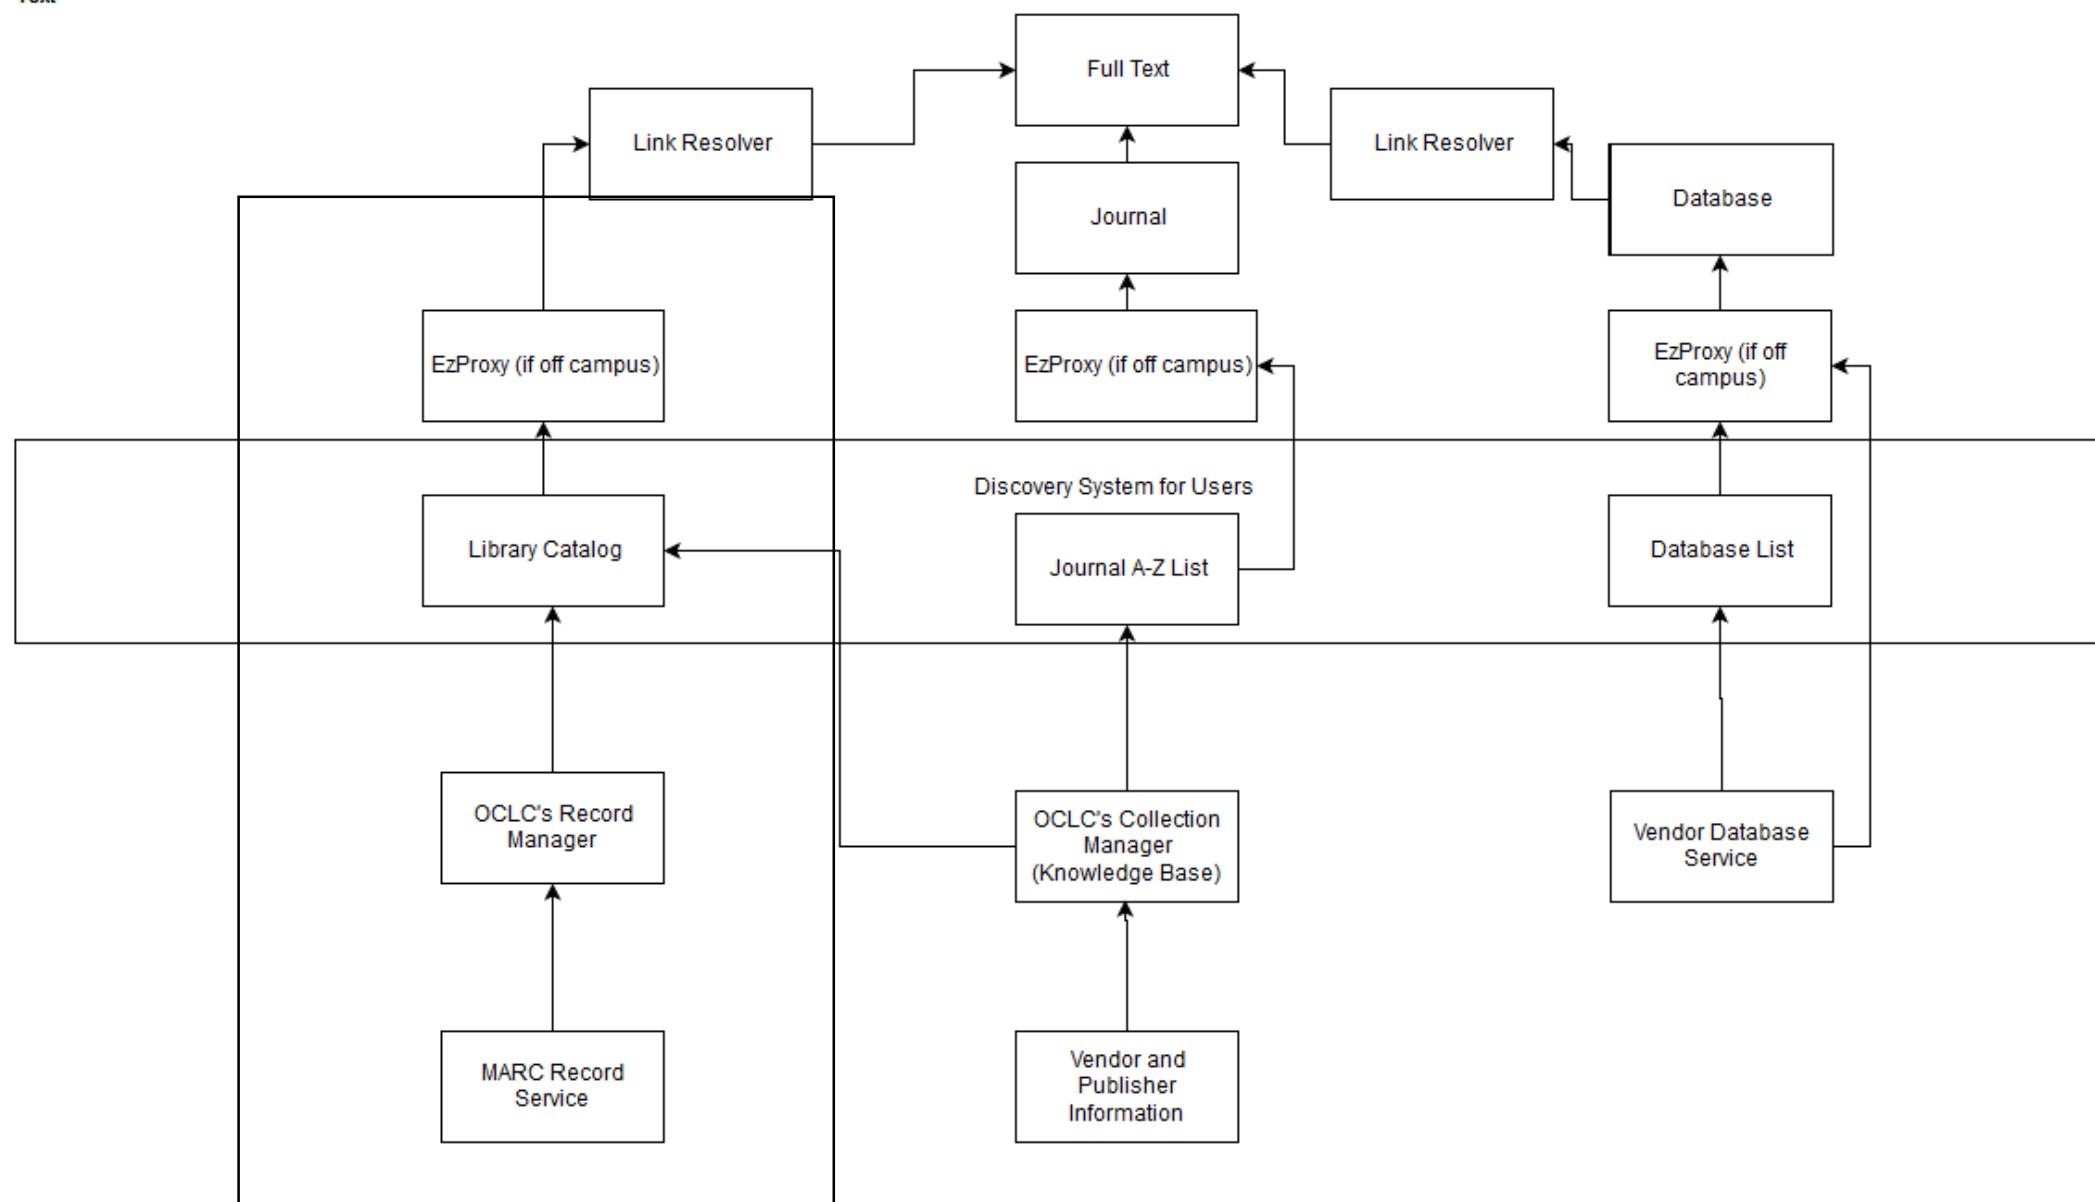 Text
Full Text
Link Resolver
Link Resolver
Database
Journal
EzProxy (if off campus)
EzProxy (if off campus)
EzProxy (if off
campus)
Discovery System for Users
Library Catalog
Journal A-Z List
Database List
OCLC's Record
Manager
OCLC's Collection
Manager
(Knowledge Base)
Vendor Database
Service
MARC Record
Service
Vendor and
Publisher
Information